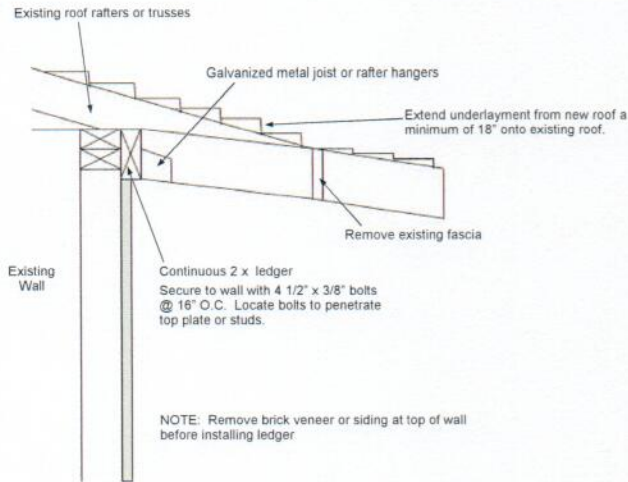 Existing roof rafters or trusses
Galvanized metal joist or rafter hangers
Extend underlayment from new roof a
minimum of 18" onto existing roof.
Remove existing fascia
Existing
Wall
Continuous 2 x ledger
Secure to wall with 4 1/2" x 3/8" bolts
@ 16" O.C. Locate bolts to penetrate
top plate or studs.
NOTE: Remove brick veneer or siding at top of wall
before installing ledger